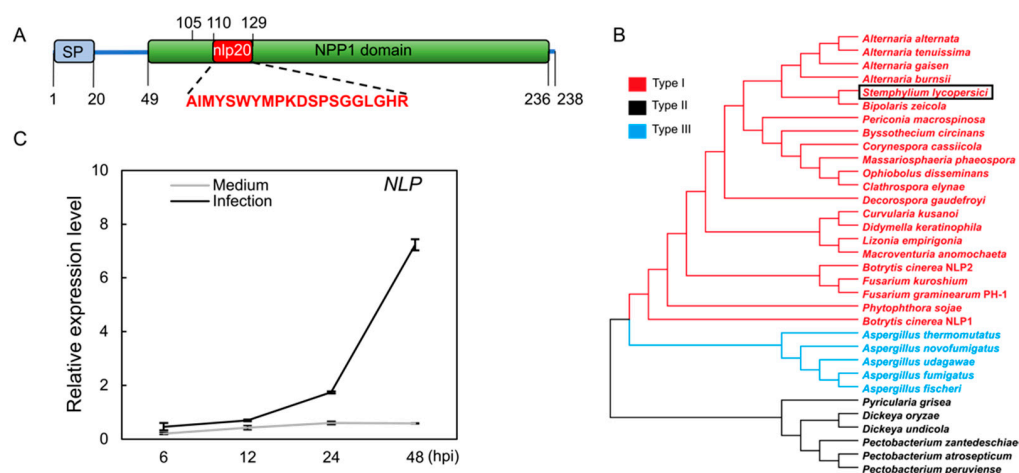 A
105 110 129
SP
nlp20
NPP1 domain
1 20 49 236 238
AIMYSWYMPKDSPSGGLGHR
C
10
8
6
4
2
0
Relative expression level
Medium
Infection
NLP
6 12 24 48 (hpi)
B
Type I
Type II
Type III
Alternaria alternata
Alternaria tenuissima
Alternaria gaisen
Alternaria burnsii
Stemphylium lycopersici
Bipolaris zeicola
Periconia macrospinosa
Byssothecium circinans
Corynespora cassiicola
Massariosphaeria phaeospora
Ophiobolus disseminans
Clathrospora elynae
Decorospora gaudefroyi
Curvularia kusanoi
Didymella keratinophila
Lizonia empirigonia
Macroventuria anomochaeta
Botrytis cinerea NLP2
Fusarium kuroshium
Fusarium graminearum PH-1
Phytophthora sojae
Botrytis cinerea NLP1
Aspergillus thermomutatus
Aspergillus novofumigatus
Aspergillus udagawae
Aspergillus fumigatus
Aspergillus fischeri
Pyricularia grisea
Dickeya oryzae
Dickeya undicola
Pectobacterium zantedeschiae
Pectobacterium atrosepticum
Pectobacterium peruviense